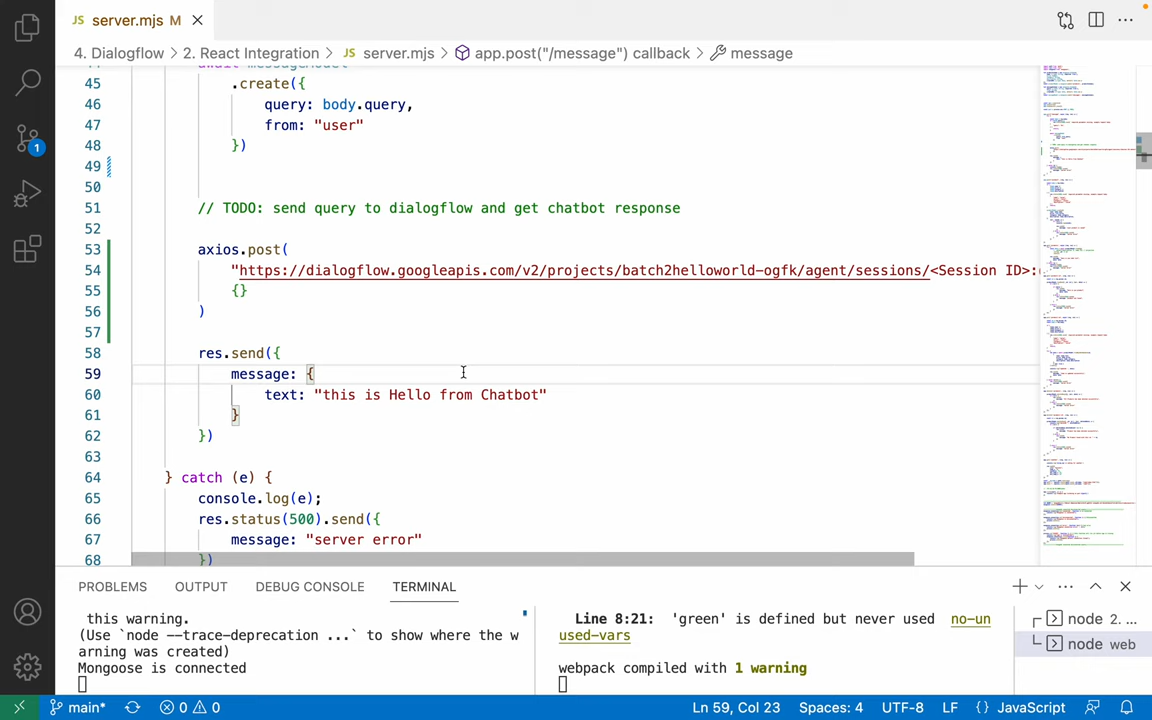 JS server.mjs M
4. Dialogflow > 2. React Integration > JS server.mjs > app.post("/message") callback > message
45 .create({
46 query: body.query,
47 from: "user"
48 })
49
50
51 // TODO: send query to dialogflow and get chatbot response
52
53 axios.post(
54 "https://dialogflow.googleapis.com/v2/projects/batch2helloworld-ogfk/agent/sessions/<Session ID>:
55 {}
56 )
57
58 res.send({
59 message: {
60 text: "this is Hello from Chatbot"
61 }
62 })
63
64 } catch (e) {
65 console.log(e);
66 res.status(500).send({
67 message: "server error"
68 })
PROBLEMS OUTPUT DEBUG CONSOLE TERMINAL
this warning.
(Use `node --trace-deprecation ...` to show where the w
arning was created)
Mongoose is connected
Line 8:21: 'green' is defined but never used no-un
used-vars
webpack compiled with 1 warning
node 2. ...
node web
1
main* 0 0 Ln 59, Col 23 Spaces: 4 UTF-8 LF {} JavaScript